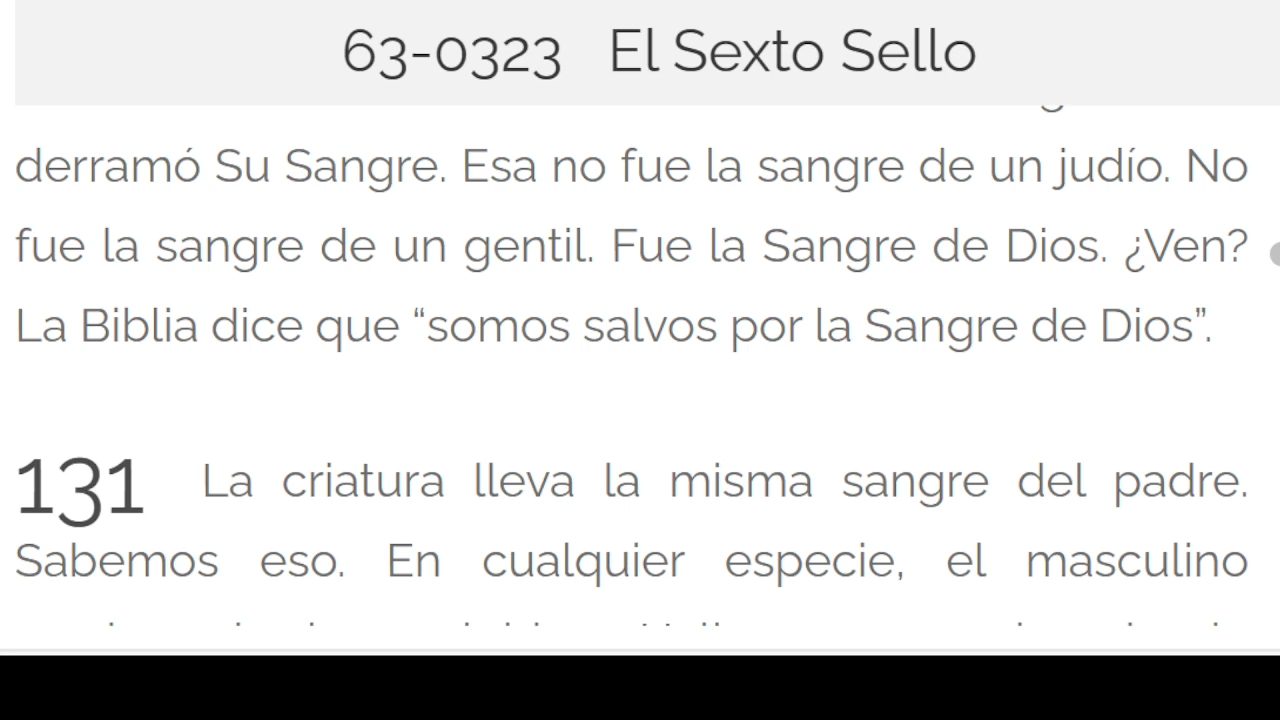 63-0323 El Sexto Sello
derramó Su Sangre. Esa no fue la sangre de un judío. No
fue la sangre de un gentil. Fue la Sangre de Dios. ¿Ven?
La Biblia dice que “somos salvos por la Sangre de Dios”.
131 La criatura lleva la misma sangre del padre.
Sabemos eso. En cualquier especie, el masculino